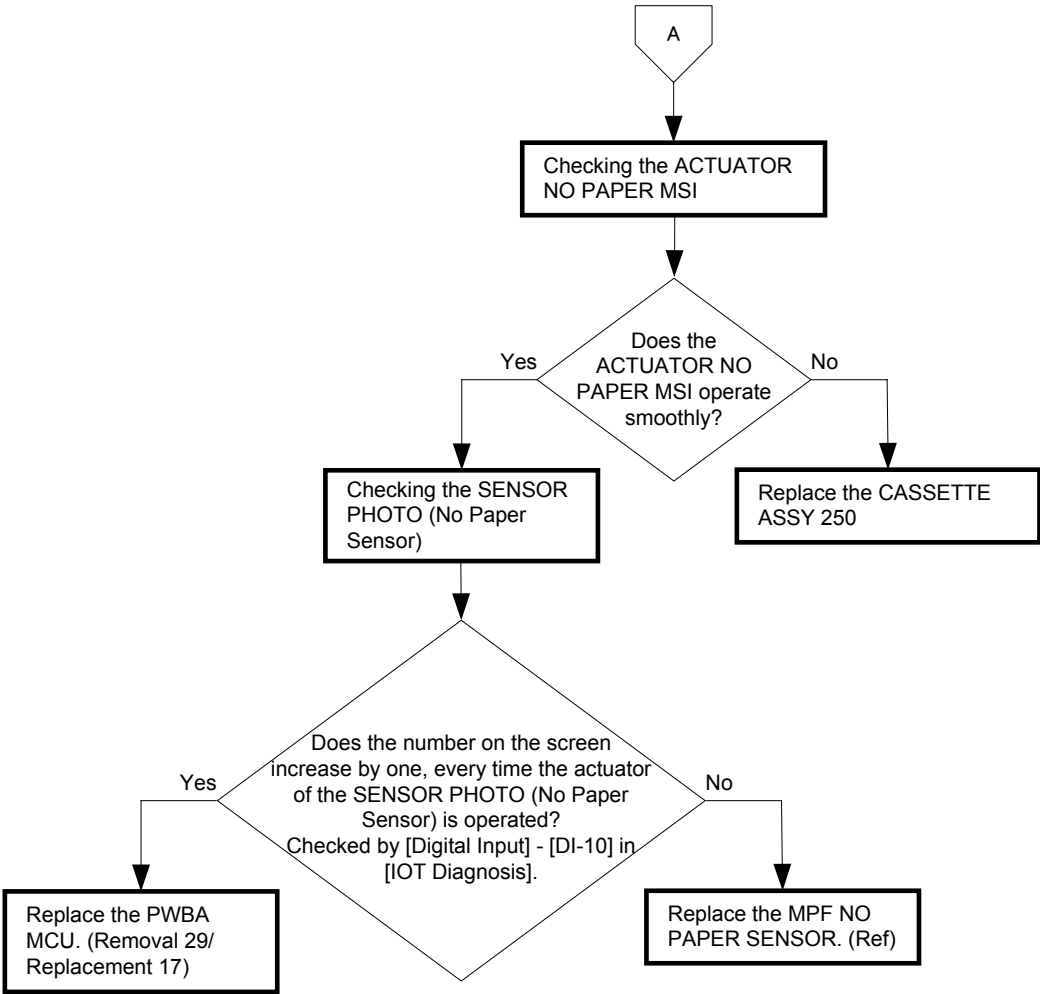 A
Checking the ACTUATOR
NO PAPER MSI
Does the
ACTUATOR NO
PAPER MSI operate
smoothly?
Yes
No
Checking the SENSOR
PHOTO (No Paper
Sensor)
Replace the CASSETTE
ASSY 250
Does the number on the screen
increase by one, every time the actuator
of the SENSOR PHOTO (No Paper
Sensor) is operated?
Checked by [Digital Input] - [DI-10] in
[IOT Diagnosis].
Yes
No
Replace the PWBA
MCU. (Removal 29/
Replacement 17)
Replace the MPF NO
PAPER SENSOR. (Ref)